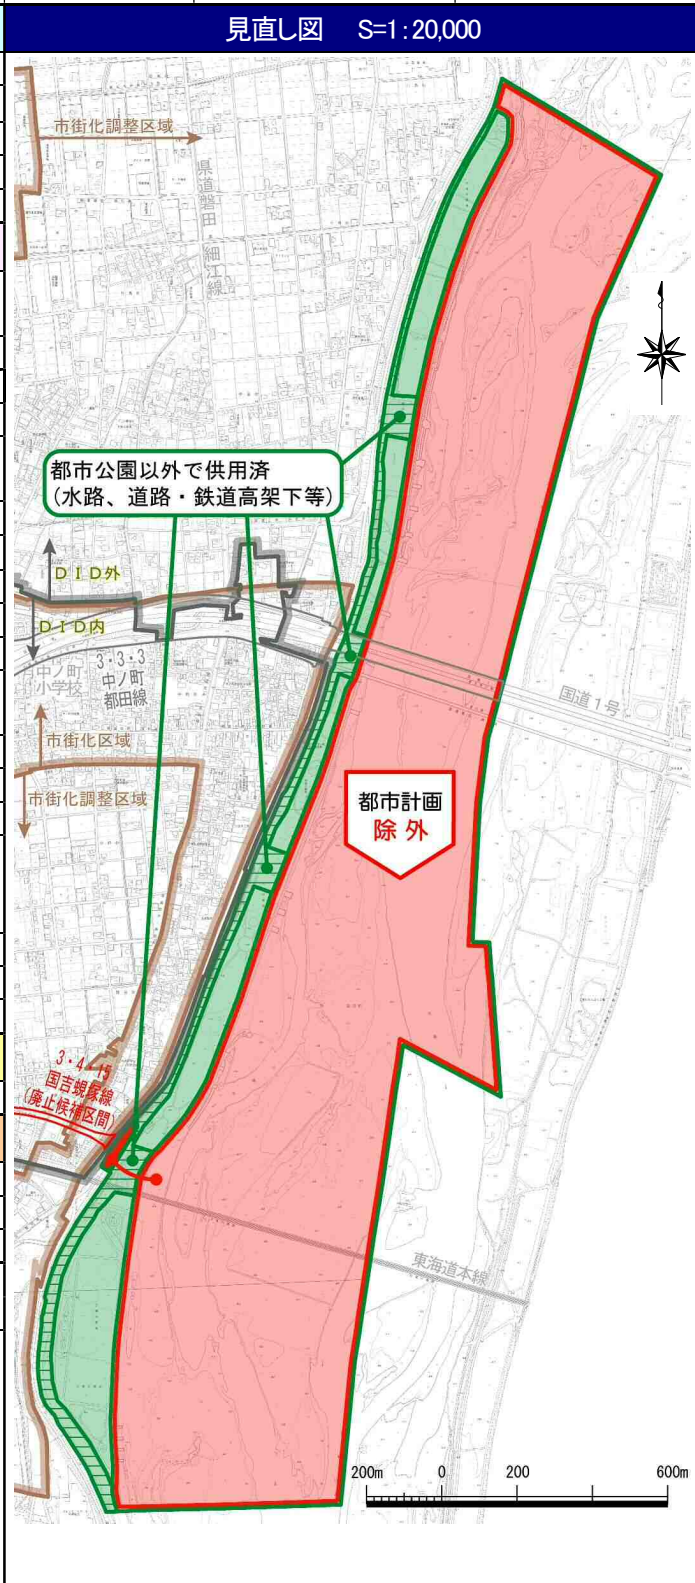 見直し図 S=1:20,000
市街化調整区域
県道磐田細江線
都市公園以外で供用済
(水路、道路・鉄道高架下等)
DID外
DID内
3・3・3
中ノ町
都田線
中ノ町
小学校
国道1号
市街化区域
市街化調整区域
都市計画
除外
3・4・15
国吉蜆塚線
(廃止候補区間)
東海道本線
200m 0 200 600m